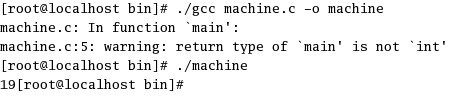 [root@localhost bin]# ./gcc machine.c -o machine
machine.c: In function `main':
machine.c:5: warning: return type of `main' is not `int'
[root@localhost bin]# ./machine
19[root@localhost bin]#